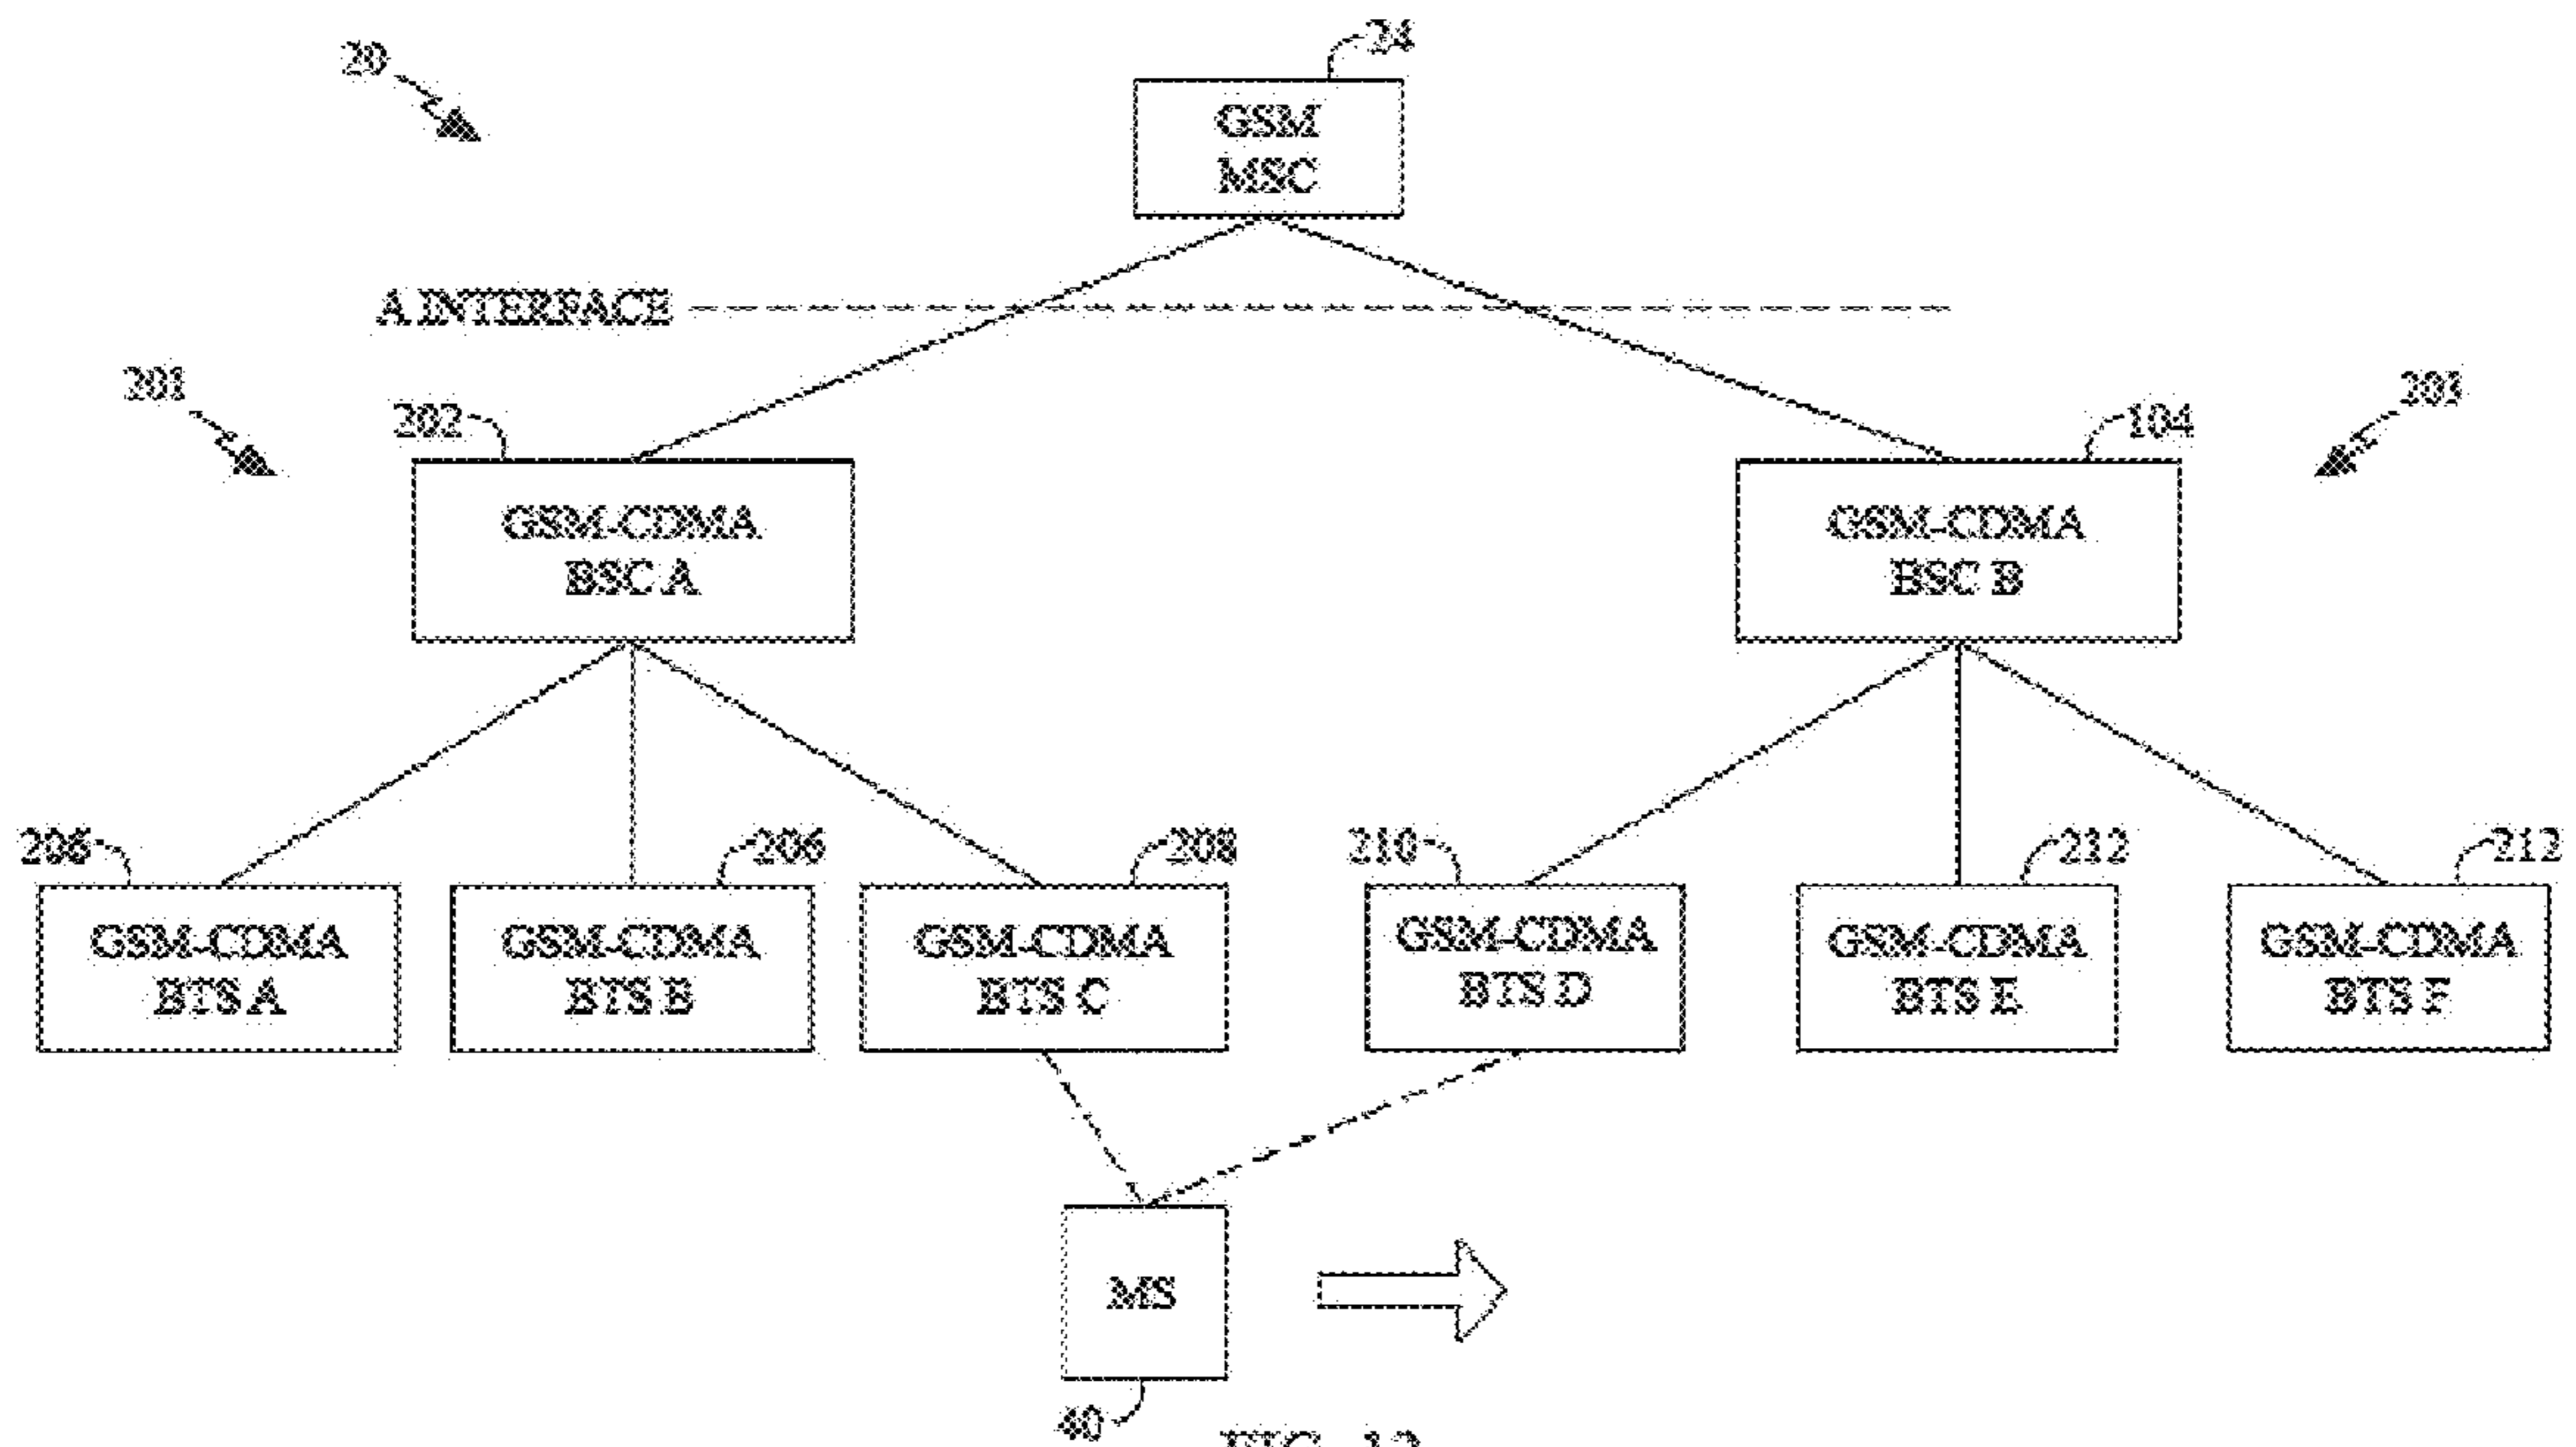 20
24
GSM
MSC
A INTERFACE
201
203
202
104
GSM-CDMA
BSC A
GSM-CDMA
BSC B
206
206
208
210
212
212
GSM-CDMA
BTS A
GSM-CDMA
BTS B
GSM-CDMA
BTS C
GSM-CDMA
BTS D
GSM-CDMA
BTS E
GSM-CDMA
BTS F
MS
40